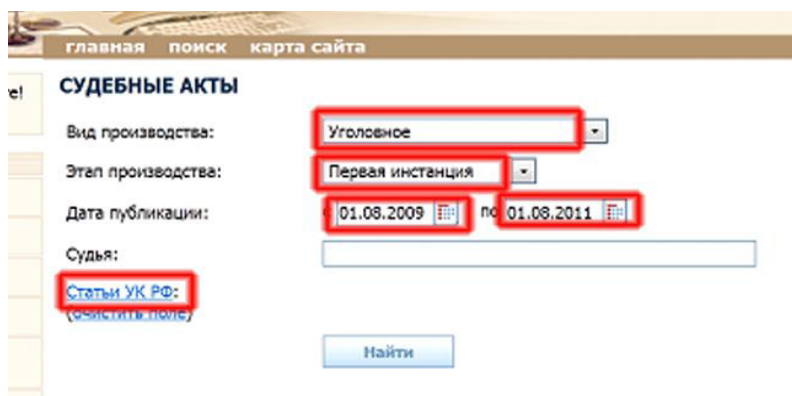 главная поиск карта сайта
те!
СУДЕБНЫЕ АКТЫ
Вид производства: Уголовное
Этап производства: Первая инстанция
Дата публикации: с 01.08.2009 по 01.08.2011
Судья:
Статьи УК РФ:
(очистить поле)
Найти